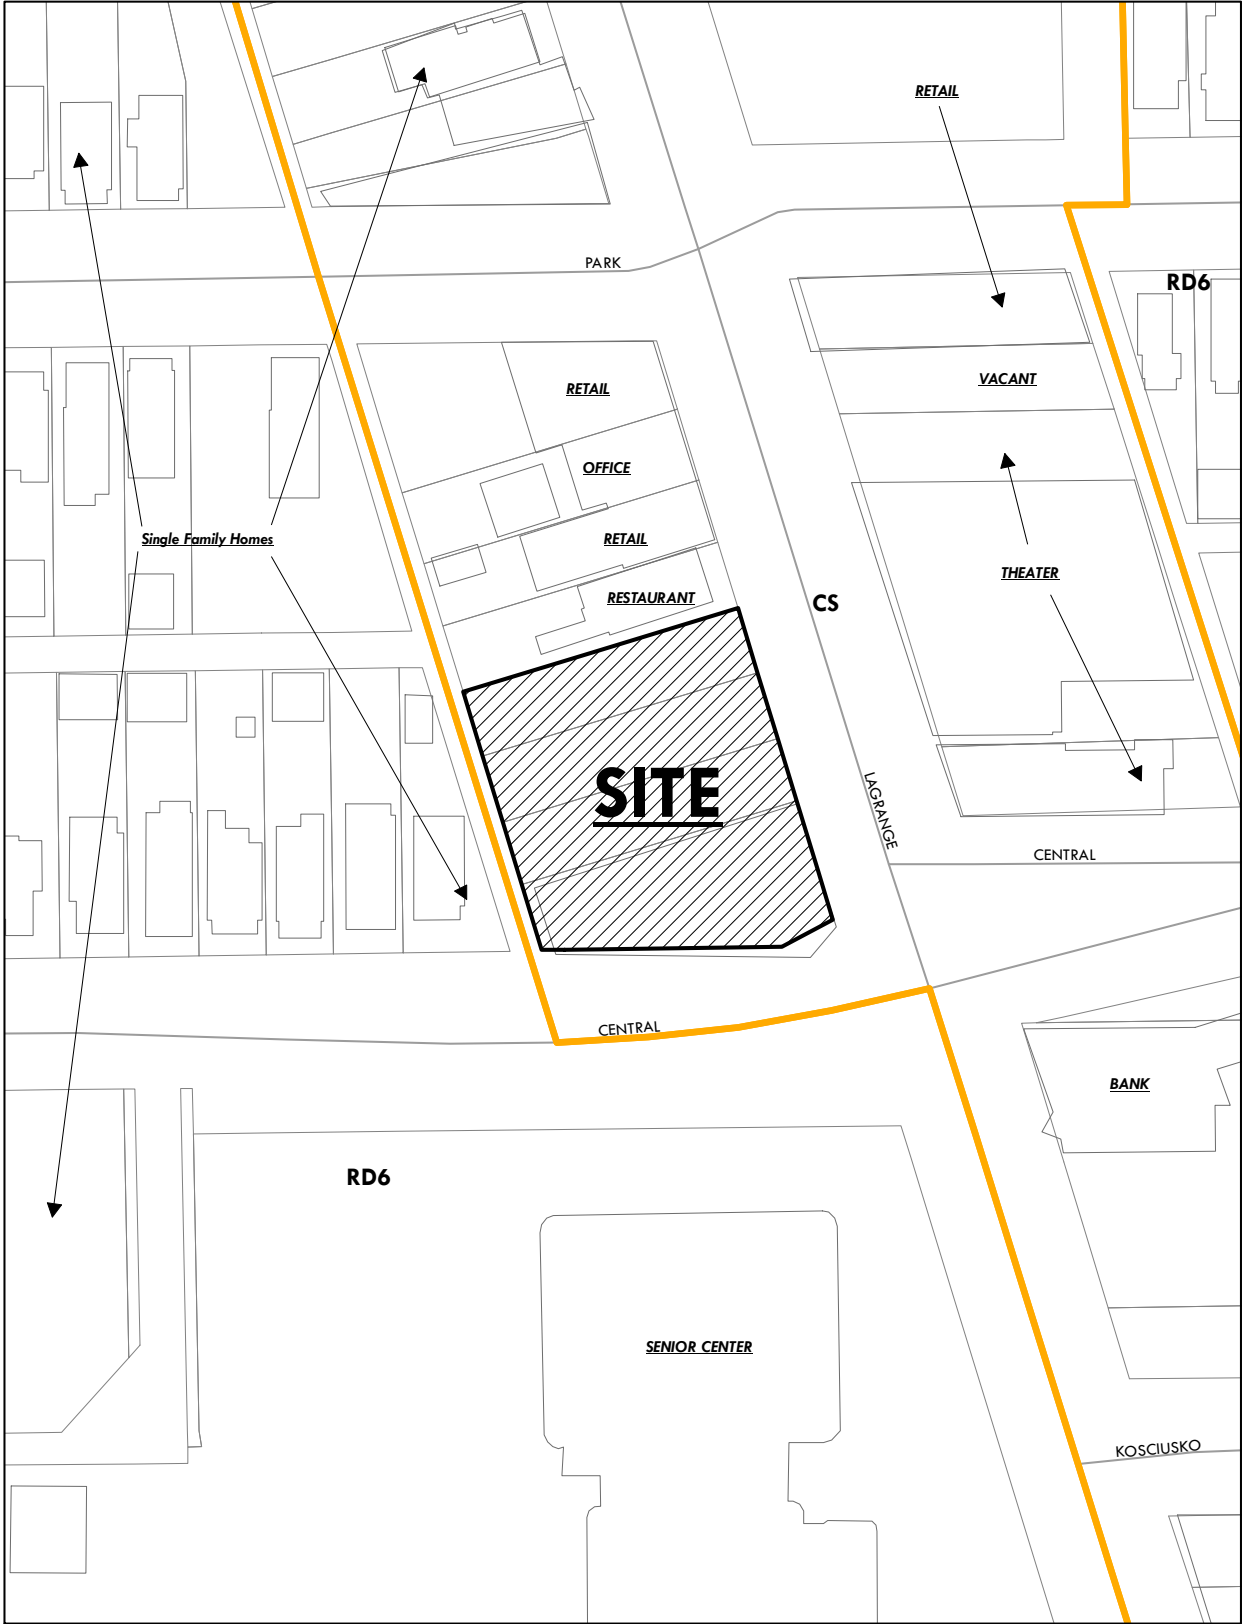 RETAIL
PARK
RD6
RETAIL
VACANT
OFFICE
Single Family Homes
RETAIL
THEATER
RESTAURANT
CS
SITE
LAGRANGE
CENTRAL
CENTRAL
BANK
RD6
SENIOR CENTER
KOSCIUSKO